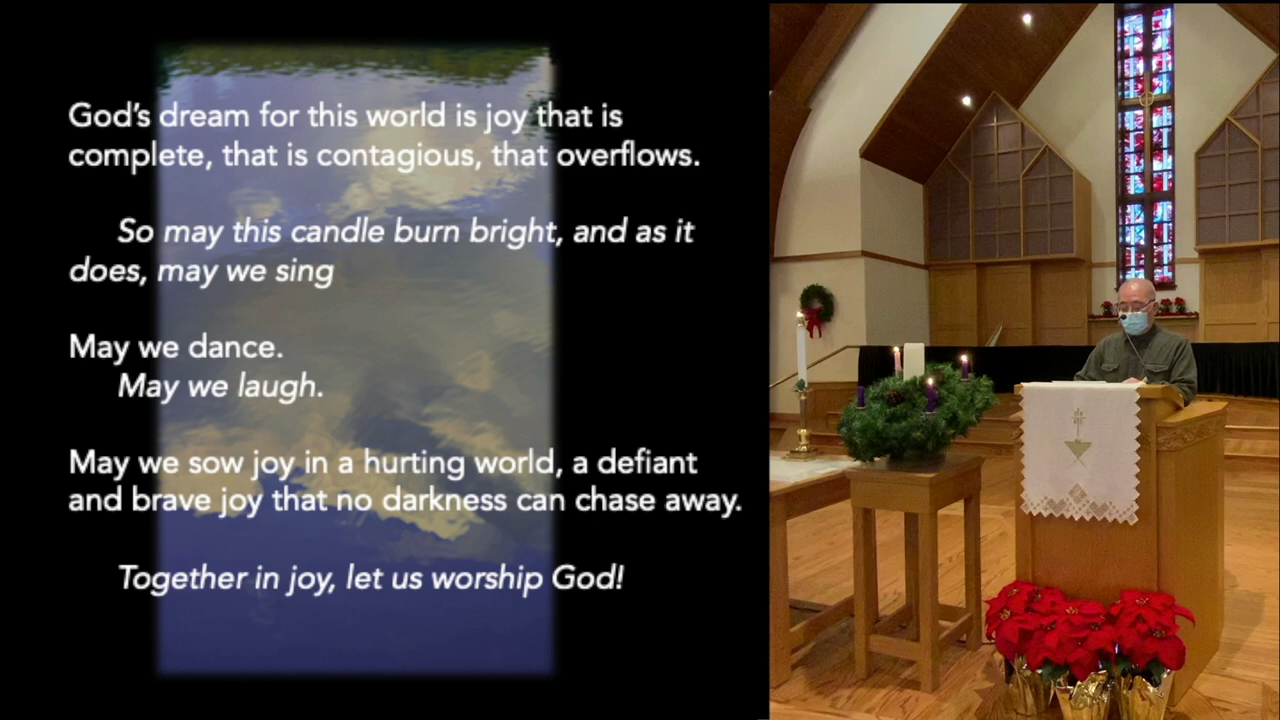 God’s dream for this world is joy that is
complete, that is contagious, that overflows.
So may this candle burn bright, and as it
does, may we sing
May we dance.
May we laugh.
May we sow joy in a hurting world, a defiant
and brave joy that no darkness can chase away.
Together in joy, let us worship God!